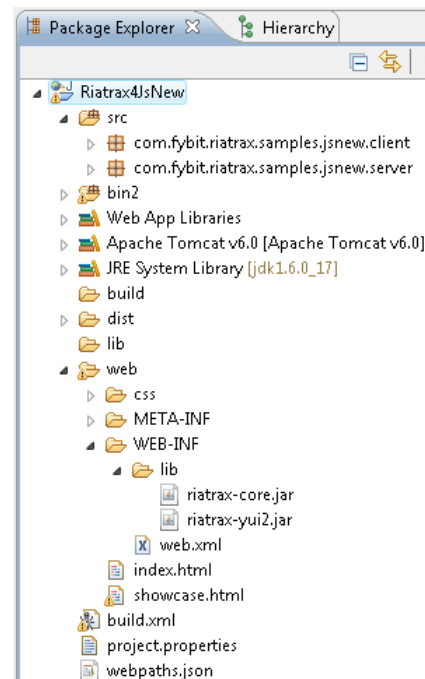 Package Explorer Hierarchy
Riatrax4JsNew
src
com.fybit.riatrax.samples.jsnew.client
com.fybit.riatrax.samples.jsnew.server
bin2
Web App Libraries
Apache Tomcat v6.0 [Apache Tomcat v6.0]
JRE System Library [jdk1.6.0_17]
build
dist
lib
web
css
META-INF
WEB-INF
lib
riatrax-core.jar
riatrax-yui2.jar
web.xml
index.html
showcase.html
build.xml
project.properties
webpaths.json